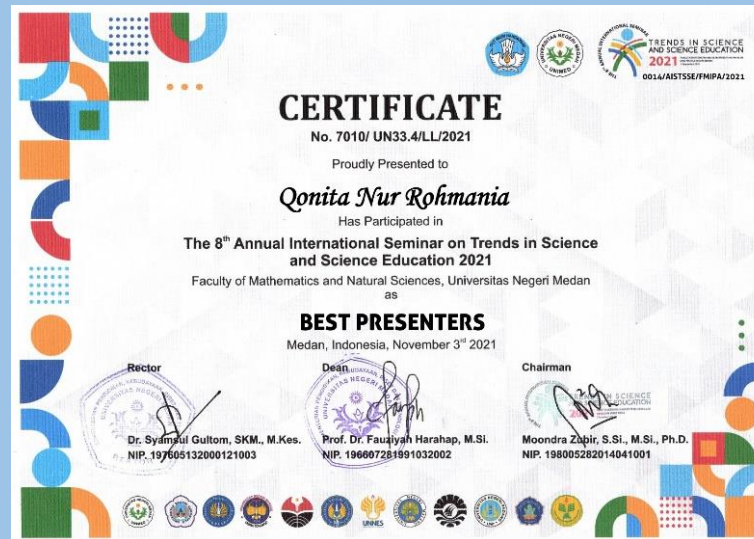 TRENDS IN SCIENCE
AND SCIENCE EDUCATION
2021
0014/AISTSSE/FMIPA/2021
CERTIFICATE
No. 7010/ UN33.4/LL/2021
Proudly Presented to
Qonita Nur Rohmania
Has Participated in
The 8th Annual International Seminar on Trends in Science
and Science Education 2021
Faculty of Mathematics and Natural Sciences, Universitas Negeri Medan
as
BEST PRESENTERS
Medan, Indonesia, November 3rd 2021
Rector
Dean
Chairman
Dr. Syamsul Gultom, SKM., M.Kes.
Prof. Dr. Fauziyah Harahap, M.Si.
Moondra Zubir, S.Si., M.Si., Ph.D.
NIP. 197605132000121003
NIP. 196607281991032002
NIP. 198005282014041001
UNNES